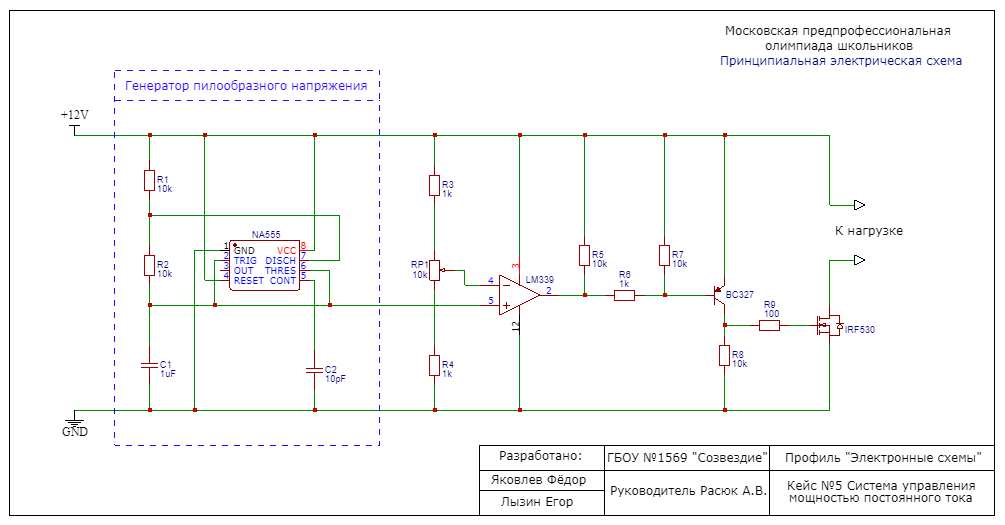 Московская предпрофессиональная
олимпиада школьников
Принципиальная электрическая схема
Генератор пилообразного напряжения
+12V
R1
10k
R2
10k
NA555
1 GND VCC 8
2 TRIG DISCH 7
3 OUT THRES 6
4 RESET CONT 5
C1
1uF
C2
10pF
GND
R3
1k
RP1
10k
R4
1k
LM339
3
4
-
5
+
2
12
R5
10k
R6
1k
R7
10k
BC327
R8
10k
R9
100
IRF530
К нагрузке
Разработано:
Яковлев Фёдор
Лызин Егор
ГБОУ №1569 "Созвездие"
Руководитель Расюк А.В.
Профиль "Электронные схемы"
Кейс №5 Система управления
мощностью постоянного тока